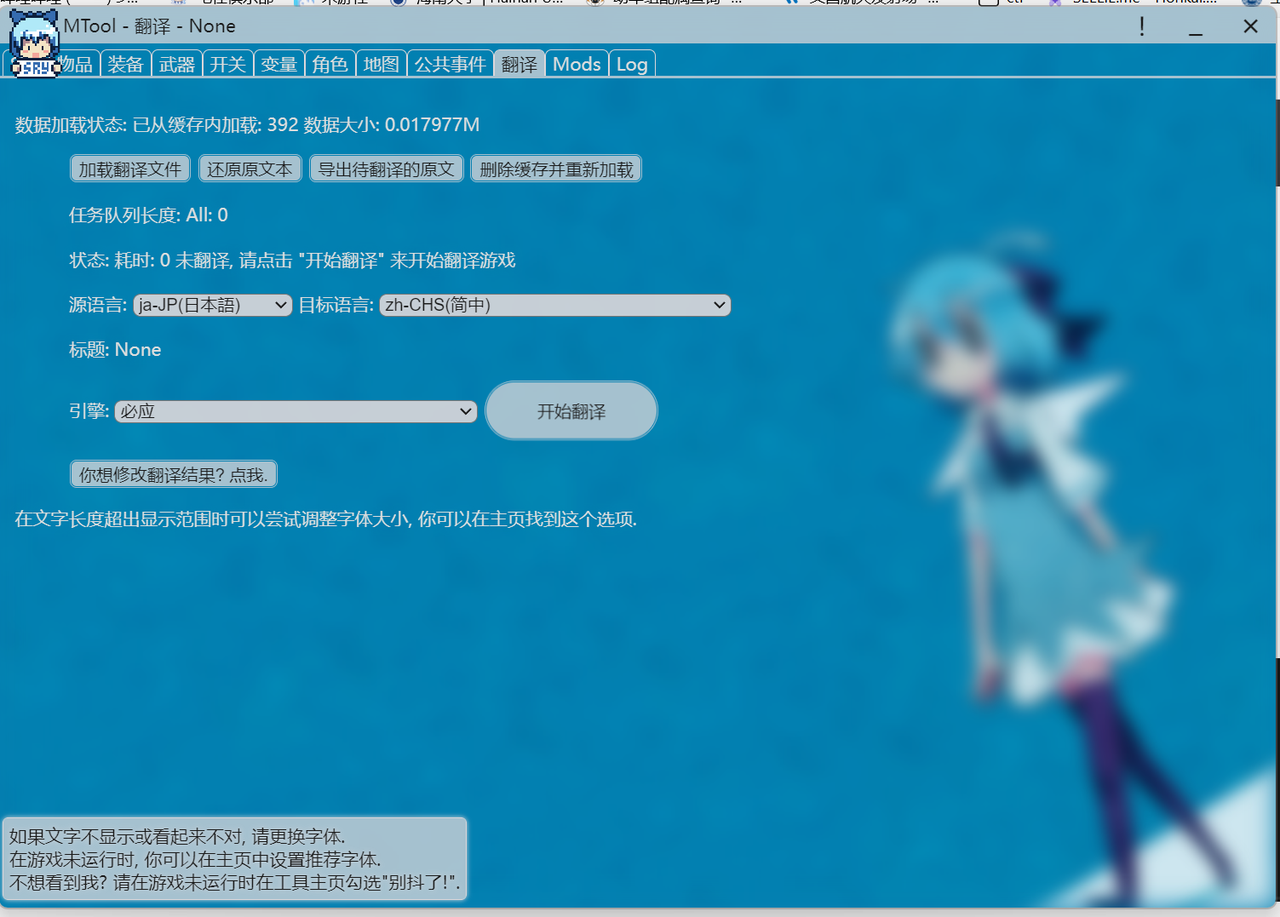 MTool - 翻译 - None
SRY
物品 装备 武器 开关 变量 角色 地图 公共事件 翻译 Mods Log
数据加载状态: 已从缓存内加载: 392 数据大小: 0.017977M
加载翻译文件 还原原文本 导出待翻译的原文 删除缓存并重新加载
任务队列长度: All: 0
状态: 耗时: 0 未翻译, 请点击 "开始翻译" 来开始翻译游戏
源语言: ja-JP(日本語) 目标语言: zh-CHS(简中)
标题: None
引擎: 必应 开始翻译
你想修改翻译结果? 点我.
在文字长度超出显示范围时可以尝试调整字体大小, 你可以在主页找到这个选项.
如果文字不显示或看起来不对, 请更换字体.
在游戏未运行时, 你可以在主页中设置推荐字体.
不想看到我? 请在游戏未运行时在工具主页勾选"别抖了!".